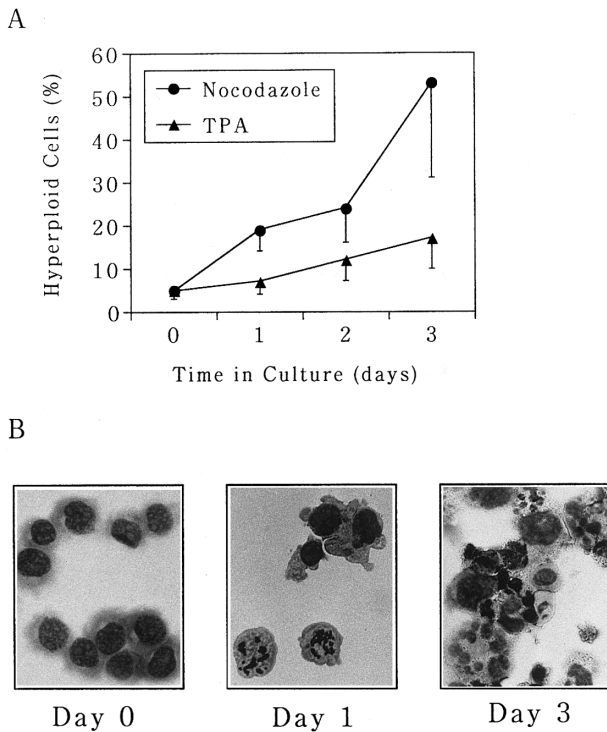 A
Hyperploid Cells (%)
60
50
40
30
20
10
0
Nocodazole
TPA
0 1 2 3
Time in Culture (days)
B
Day 0 Day 1 Day 3